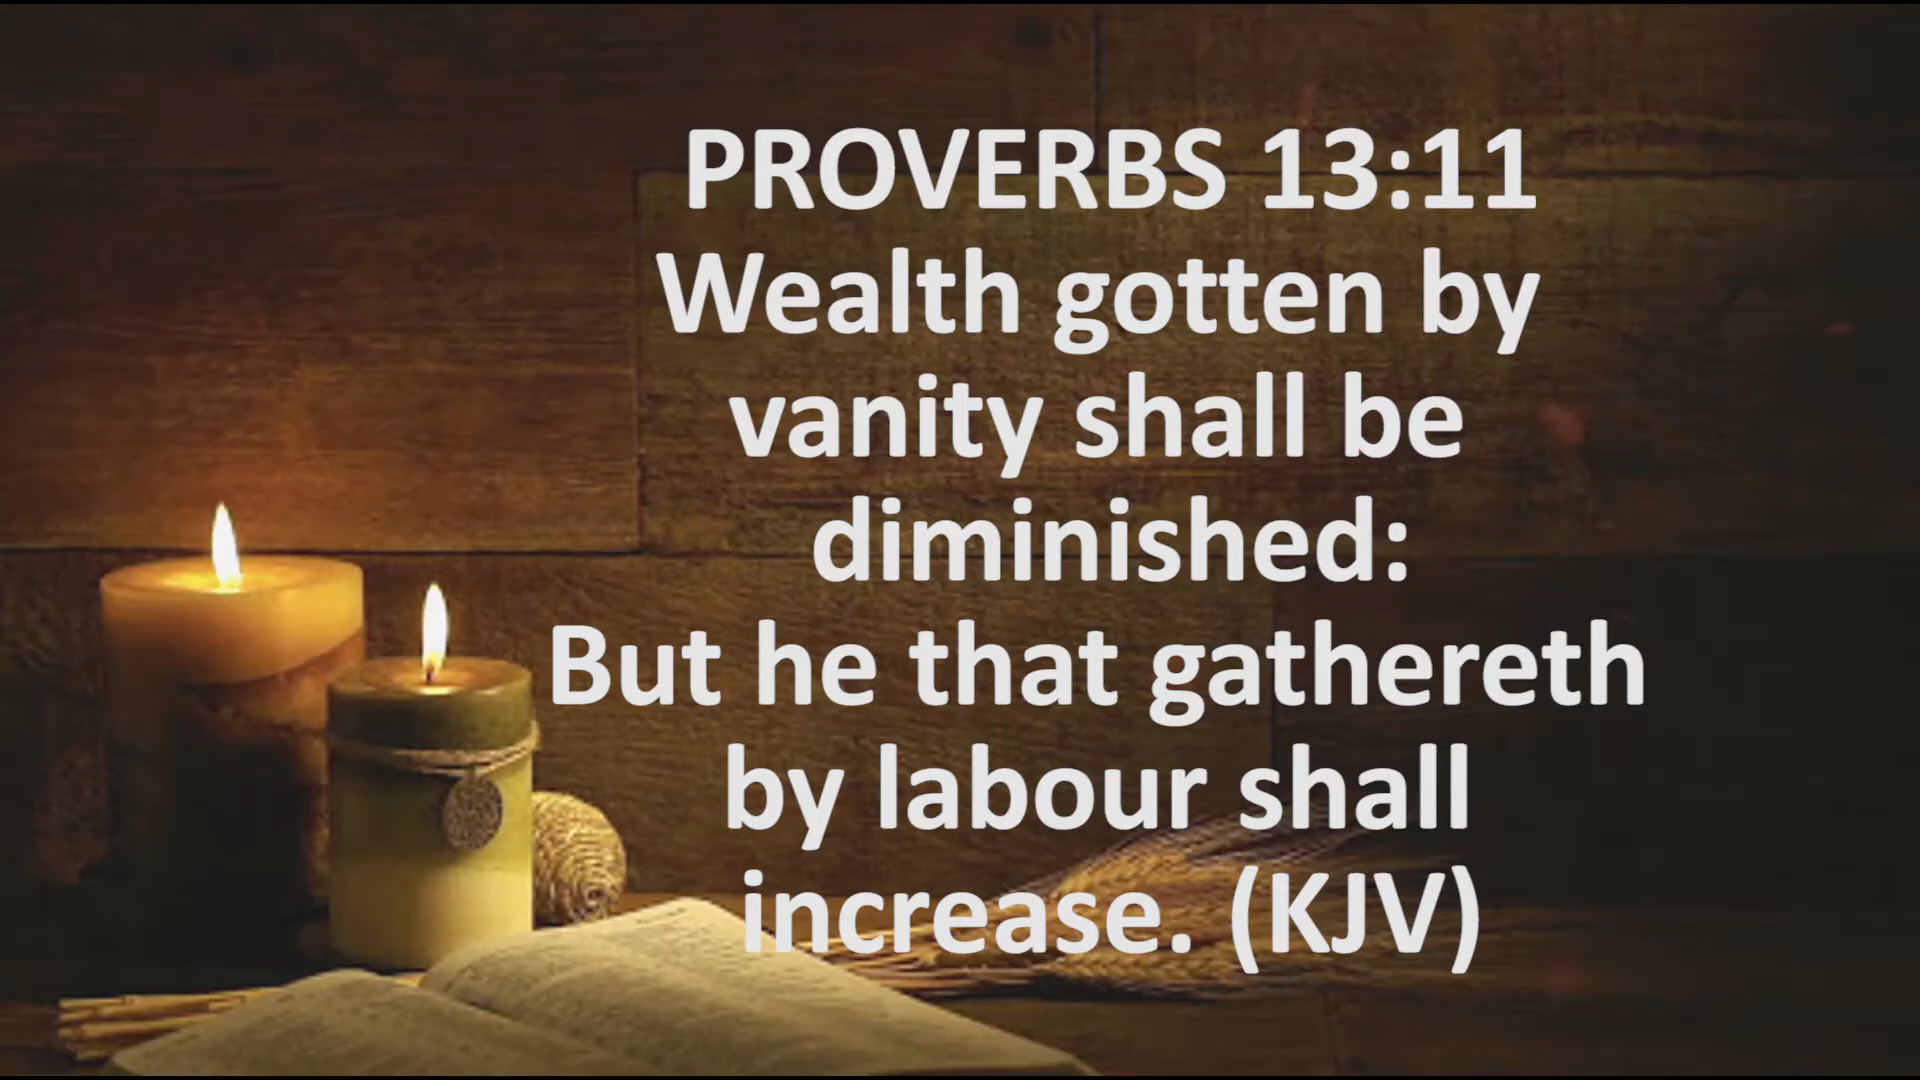 PROVERBS 13:11
Wealth gotten by
vanity shall be
diminished:
But he that gathereth
by labour shall
increase. (KJV)